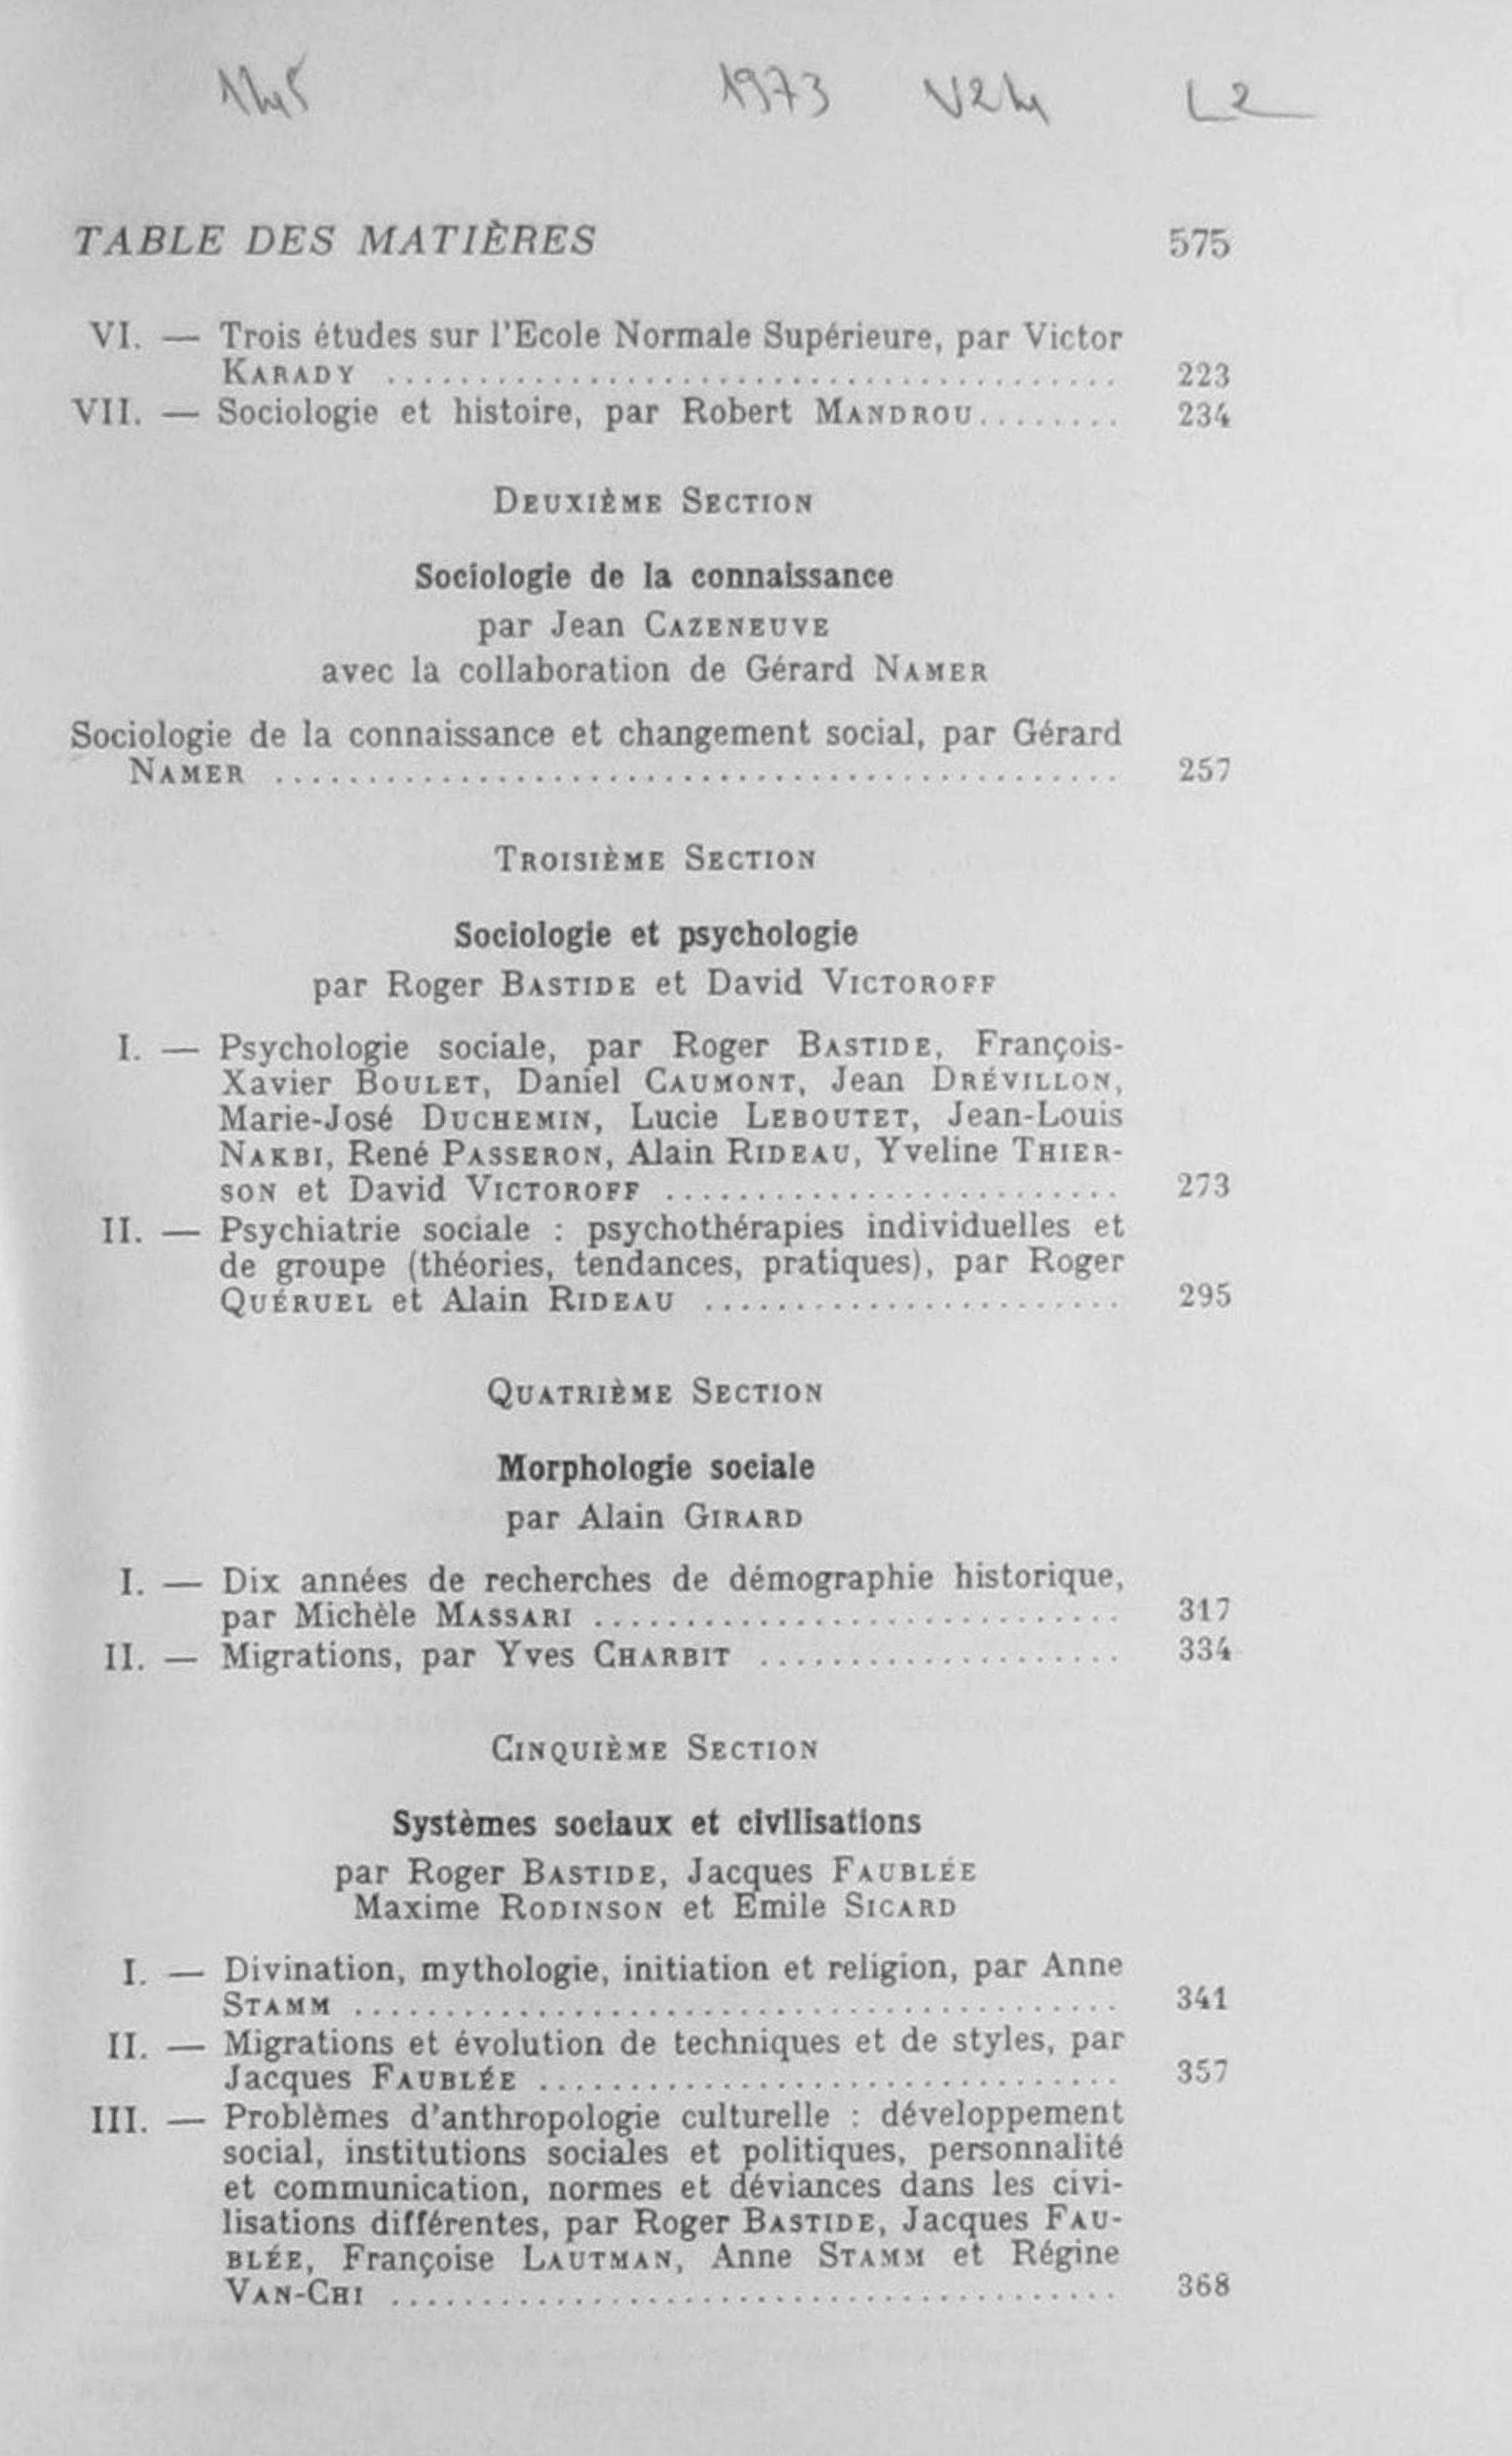 1973 V24 L2
TABLE DES MATIÈRES 575
VI. — Trois études sur l'Ecole Normale Supérieure, par Victor
KARADY ........................................ 223
VII. — Sociologie et histoire, par Robert MANDROU........ 234
DEUXIÈME SECTION
Sociologie de la connaissance
par Jean CAZENEUVE
avec la collaboration de Gérard NAMER
Sociologie de la connaissance et changement social, par Gérard
NAMER .............................................. 257
TROISIÈME SECTION
Sociologie et psychologie
par Roger BASTIDE et David VICTOROFF
I. — Psychologie sociale, par Roger BASTIDE, François-
Xavier BOULET, Daniel CAUMONT, Jean DRÉVILLON,
Marie-José DUCHEMIN, Lucie LEBOUTET, Jean-Louis
NAKBI, René PASSERON, Alain RIDEAU, Yveline THIER-
SON et David VICTOROFF ......................... 273
II. — Psychiatrie sociale : psychothérapies individuelles et
de groupe (théories, tendances, pratiques), par Roger
QUÉRUEL et Alain RIDEAU ....................... 295
QUATRIÈME SECTION
Morphologie sociale
par Alain GIRARD
I. — Dix années de recherches de démographie historique,
par Michèle MASSARI ............................. 317
II. — Migrations, par Yves CHARBIT .................... 334
CINQUIÈME SECTION
Systèmes sociaux et civilisations
par Roger BASTIDE, Jacques FAUBLÉE
Maxime RODINSON et Emile SICARD
I. — Divination, mythologie, initiation et religion, par Anne
STAMM .......................................... 341
II. — Migrations et évolution de techniques et de styles, par
Jacques FAUBLÉE ................................ 357
III. — Problèmes d'anthropologie culturelle : développement
social, institutions sociales et politiques, personnalité
et communication, normes et déviances dans les civi-
lisations différentes, par Roger BASTIDE, Jacques FAU-
BLÉE, Françoise LAUTMAN, Anne STAMM et Régine
VAN-CHI ........................................ 368